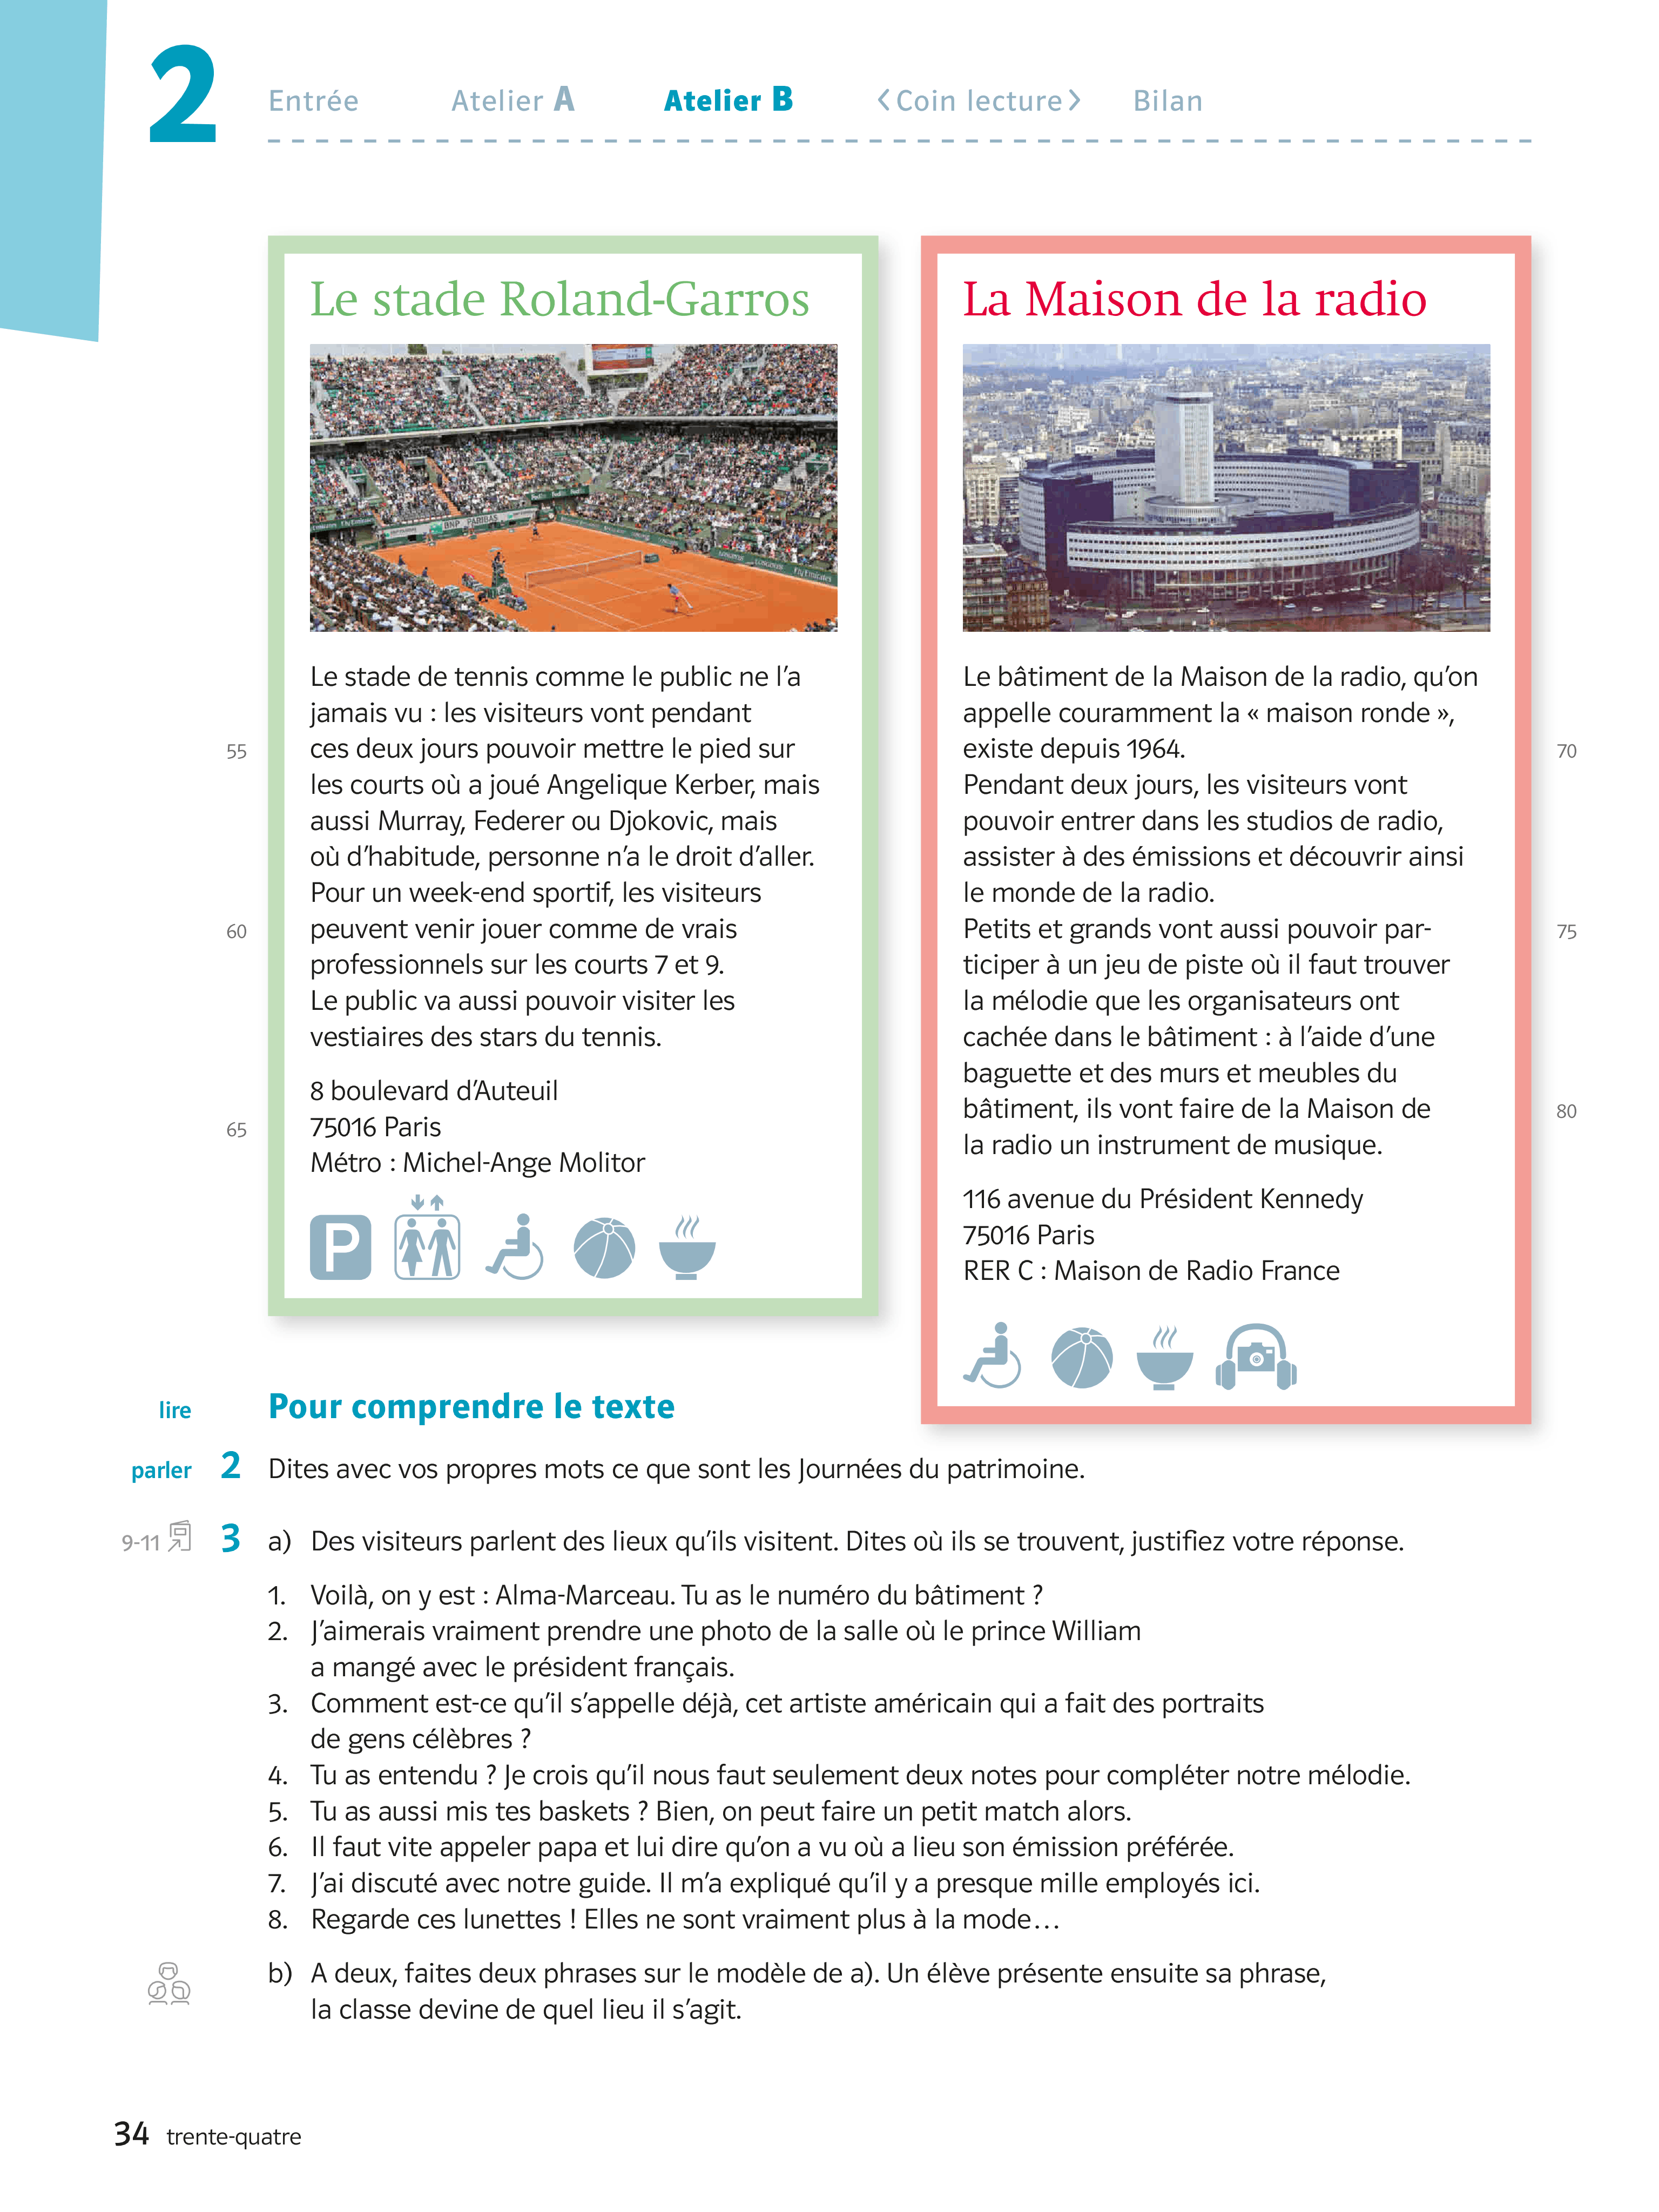 2
Entrée Atelier A Atelier B ‹ Coin lecture › Bilan
Le stade Roland-Garros
BNP PARIBAS
Fly Emirates
Le stade de tennis comme le public ne l’a
jamais vu : les visiteurs vont pendant
55 ces deux jours pouvoir mettre le pied sur
les courts où a joué Angelique Kerber, mais
aussi Murray, Federer ou Djokovic, mais
où d’habitude, personne n’a le droit d’aller.
Pour un week-end sportif, les visiteurs
60 peuvent venir jouer comme de vrais
professionnels sur les courts 7 et 9.
Le public va aussi pouvoir visiter les
vestiaires des stars du tennis.
8 boulevard d’Auteuil
65 75016 Paris
Métro : Michel-Ange Molitor
P
La Maison de la radio
Le bâtiment de la Maison de la radio, qu’on
appelle couramment la « maison ronde »,
existe depuis 1964. 70
Pendant deux jours, les visiteurs vont
pouvoir entrer dans les studios de radio,
assister à des émissions et découvrir ainsi
le monde de la radio.
Petits et grands vont aussi pouvoir par- 75
ticiper à un jeu de piste où il faut trouver
la mélodie que les organisateurs ont
cachée dans le bâtiment : à l’aide d’une
baguette et des murs et meubles du
bâtiment, ils vont faire de la Maison de 80
la radio un instrument de musique.
116 avenue du Président Kennedy
75016 Paris
RER C : Maison de Radio France
lire Pour comprendre le texte
parler 2 Dites avec vos propres mots ce que sont les Journées du patrimoine.
9-11 3 a) Des visiteurs parlent des lieux qu’ils visitent. Dites où ils se trouvent, justifiez votre réponse.
1. Voilà, on y est : Alma-Marceau. Tu as le numéro du bâtiment ?
2. J’aimerais vraiment prendre une photo de la salle où le prince William
a mangé avec le président français.
3. Comment est-ce qu’il s’appelle déjà, cet artiste américain qui a fait des portraits
de gens célèbres ?
4. Tu as entendu ? Je crois qu’il nous faut seulement deux notes pour compléter notre mélodie.
5. Tu as aussi mis tes baskets ? Bien, on peut faire un petit match alors.
6. Il faut vite appeler papa et lui dire qu’on a vu où a lieu son émission préférée.
7. J’ai discuté avec notre guide. Il m’a expliqué qu’il y a presque mille employés ici.
8. Regarde ces lunettes ! Elles ne sont vraiment plus à la mode…
b) A deux, faites deux phrases sur le modèle de a). Un élève présente ensuite sa phrase,
la classe devine de quel lieu il s’agit.
34 trente-quatre